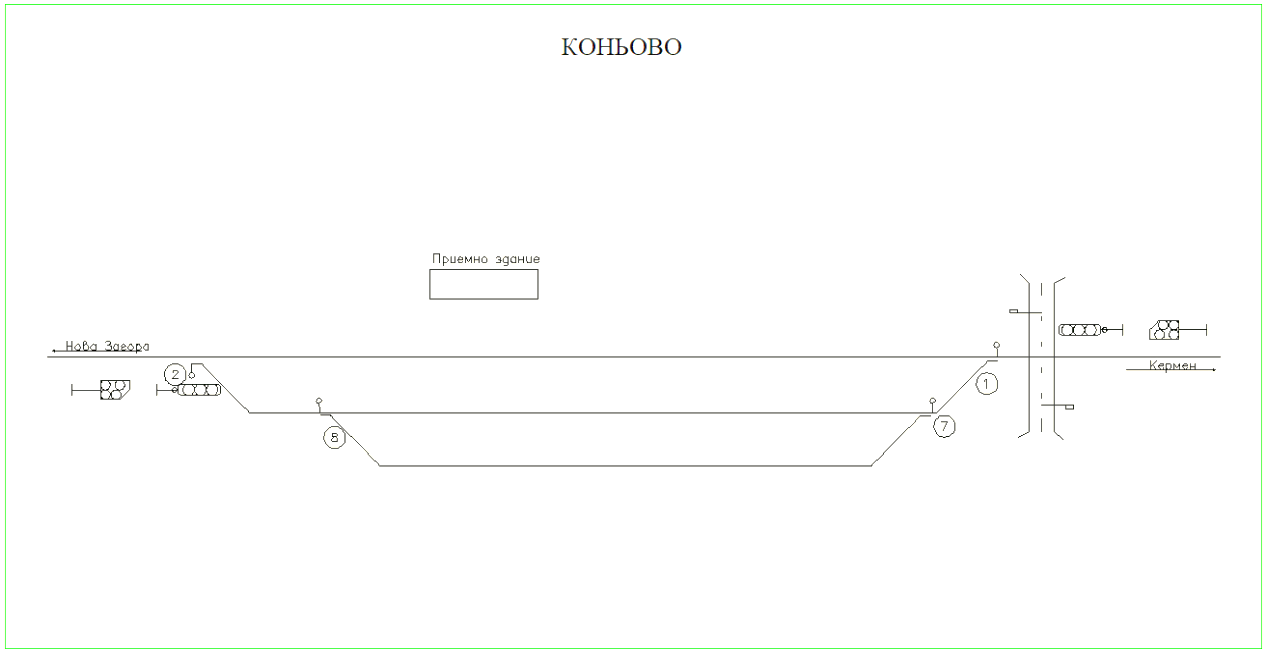 КОНЬОВО
Приемно здание
Нова Загора
Кермен
2
1
8
7